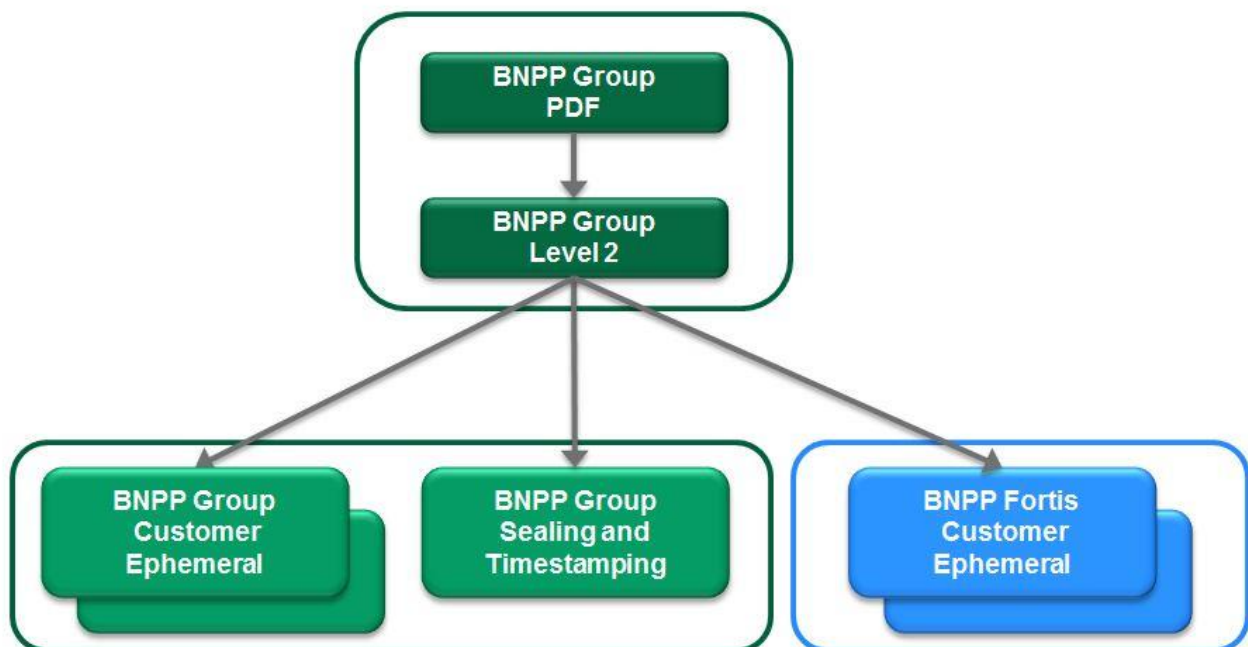 BNPP Group
PDF
BNPP Group
Level 2
BNPP Group
Customer
Ephemeral
BNPP Group
Sealing and
Timestamping
BNPP Fortis
Customer
Ephemeral